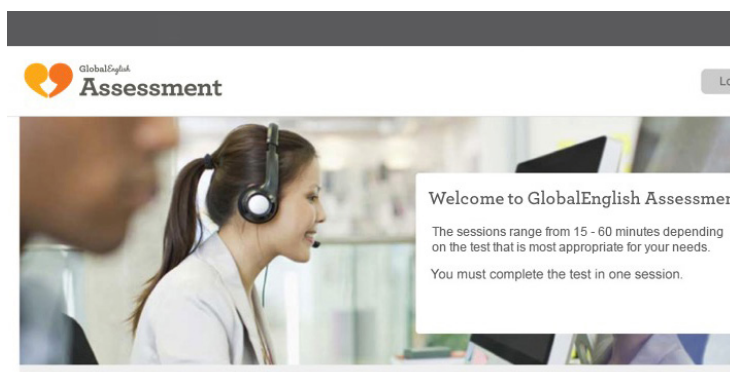 GlobalEnglish
Assessment
Welcome to GlobalEnglish
The sessions range from 15 - 60 minutes depending
on the test that is most appropriate for your needs.
You must complete the test in one session.